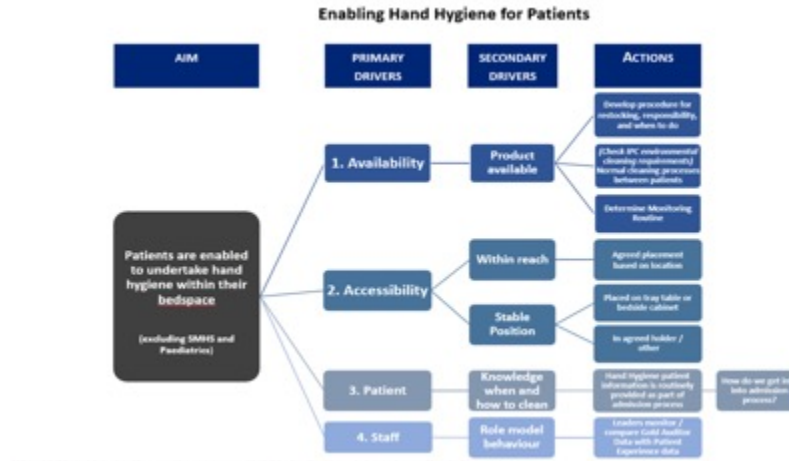 Enabling Hand Hygiene for Patients
AIM
PRIMARY
DRIVERS
SECONDARY
DRIVERS
ACTIONS
Patients are enabled
to undertake hand
hygiene within their
bedspace
(excluding SMHS and
Paediatrics)
1. Availability
Product
available
Develop procedure for
restocking, responsibility,
and when to do
(Check IPC environmental
cleaning requirements)
Normal cleaning processes
between patients
Determine Monitoring
Routine
2. Accessibility
Within reach
Agreed placement
based on location
Stable
Position
Placed on tray table or
bedside cabinet
In agreed holder /
other
3. Patient
Knowledge
when and
how to clean
Hand Hygiene patient
information is routinely
provided as part of
admission process
How do we get in
into admission
process?
4. Staff
Role model
behaviour
Leaders monitor /
compare Gold Auditor
Data with Patient
Experience data